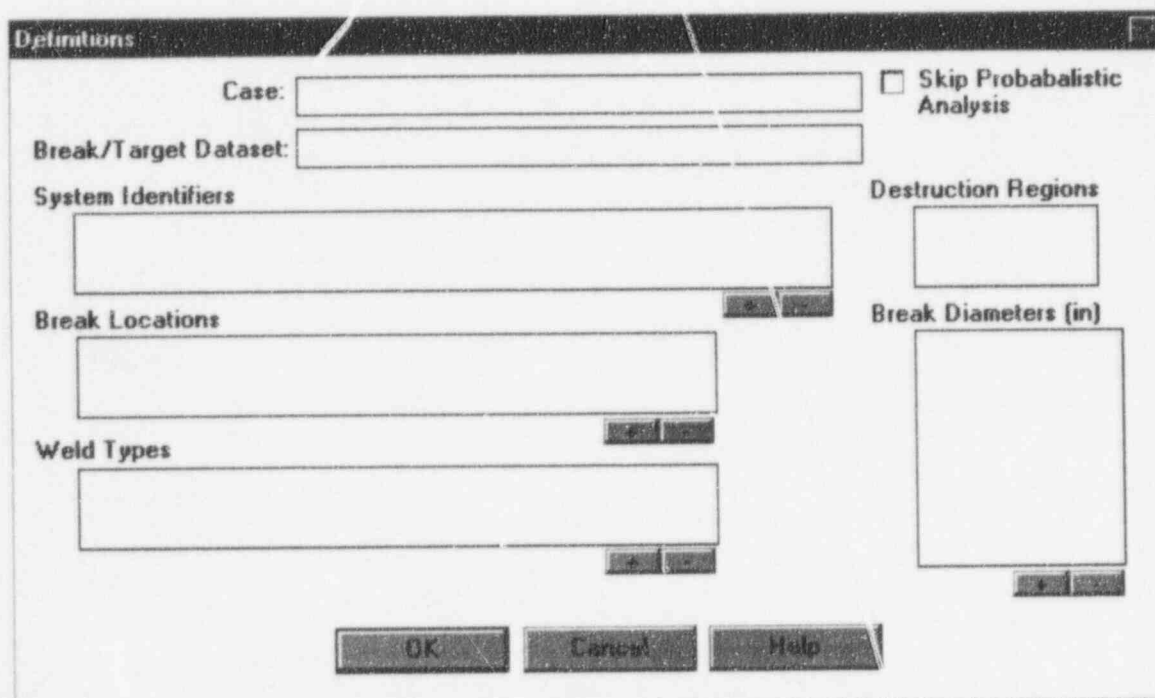 Definitions
Case:
Skip Probabalistic
Analysis
Break/Target Dataset:
System Identifiers
Destruction Regions
+ -
Break Locations
Break Diameters (in)
+ -
Weld Types
+ -
+ -
OK Cancel Help